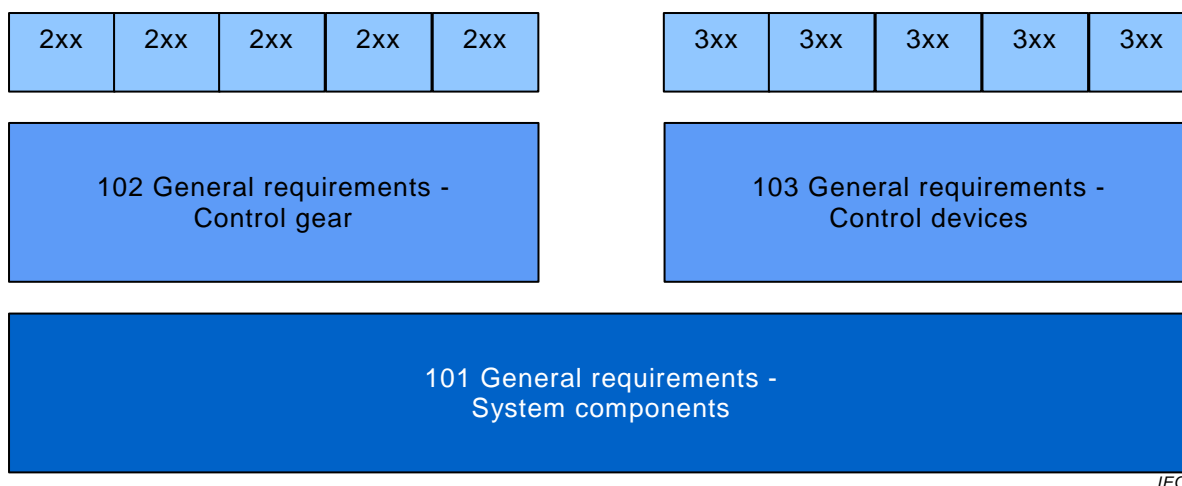 2xx 2xx 2xx 2xx 2xx 3xx 3xx 3xx 3xx 3xx
102 General requirements -
Control gear
103 General requirements -
Control devices
101 General requirements -
System components
IEC